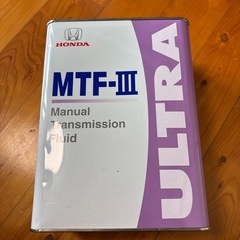 HONDA
MTF-III
Manual
Transmission
Fluid
ULTRA